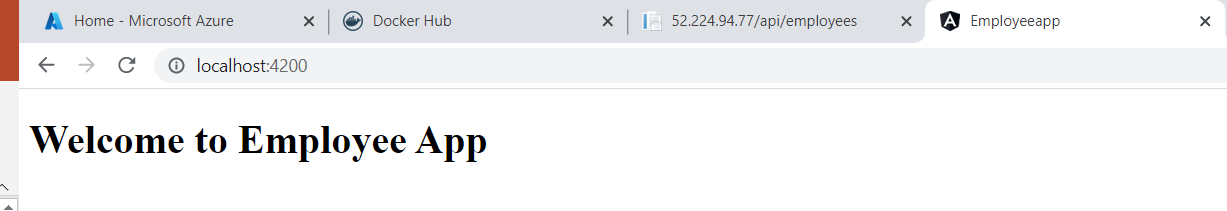 Home - Microsoft Azure
Docker Hub
52.224.94.77/api/employees
Employeeapp
localhost:4200
Welcome to Employee App